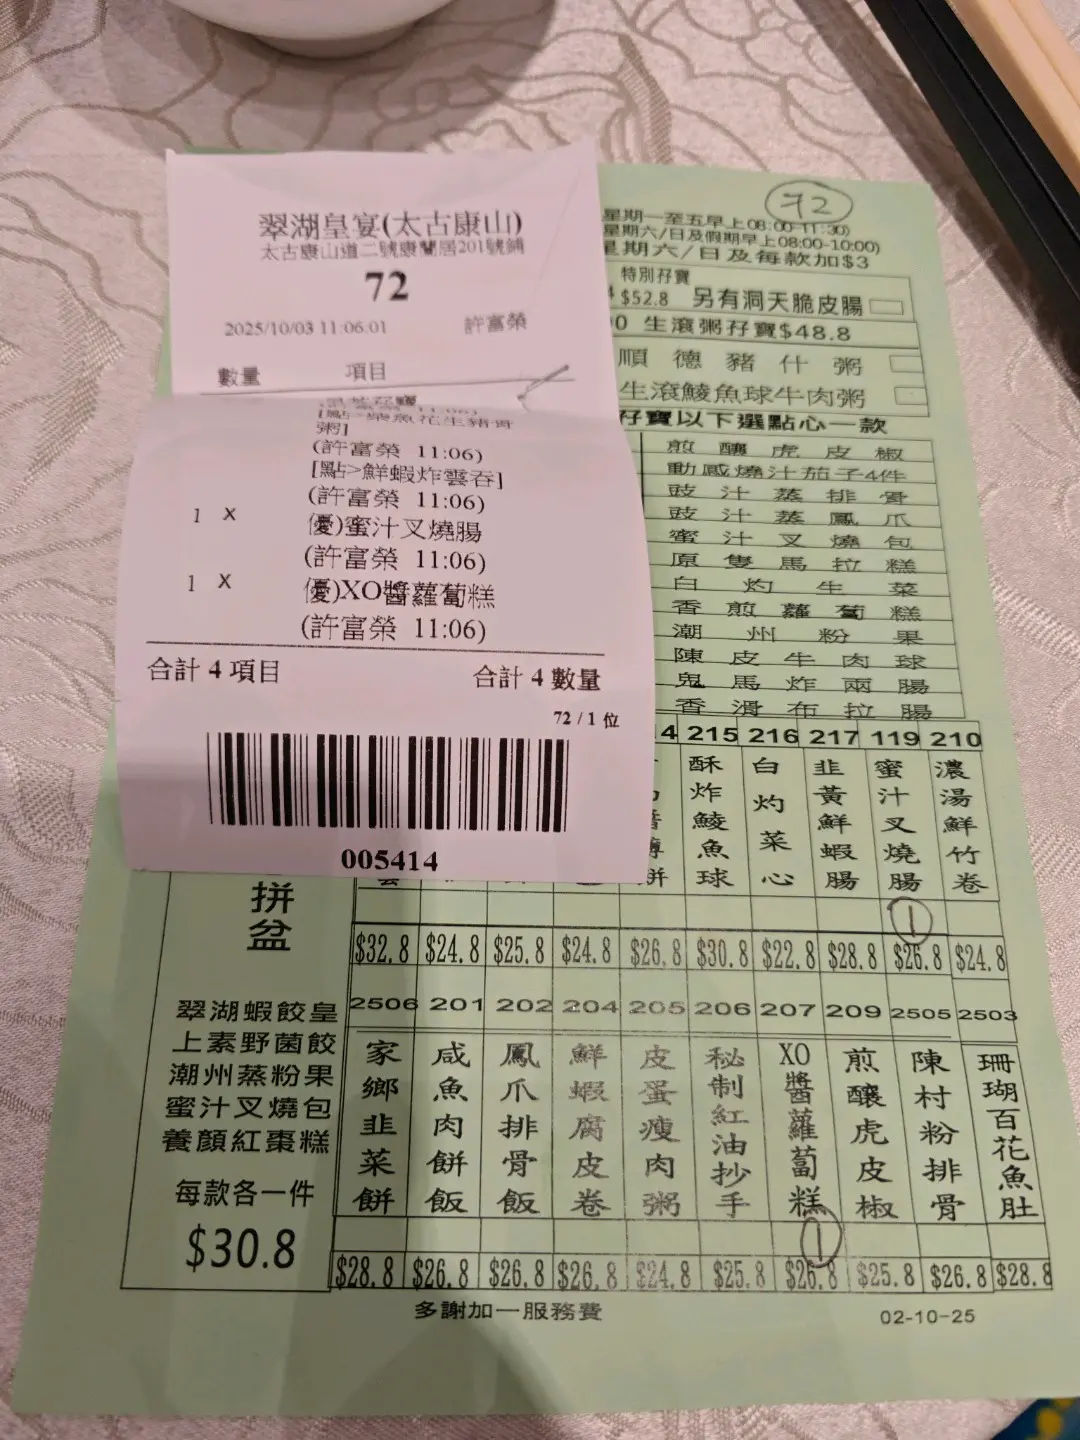 翠湖皇宴(太古康山)
太古康山道二號康蘭居201號舖
72
2025/10/03 11:06.01 許富榮
數量 項目
粥]
(許富榮 11:06)
[點>鮮蝦炸雲吞]
(許富榮 11:06)
1 x 優)蜜汁叉燒腸
(許富榮 11:06)
1 x 優)XO醬蘿蔔糕
(許富榮 11:06)
合計 4 項目 合計 4 數量
72 / 1 位
005414
72
星期一至五早上08:00-11:30)
星期六/日及假期早上08:00-10:00)
星期六/日及每款加$3
特別孖寶
$52.8 另有洞天脆皮腸
生滾粥孖寶$48.8
順德豬什粥
生滾鯪魚球牛肉粥
孖寶以下選點心一款
煎釀虎皮椒
動感燒汁茄子4件
豉汁蒸排骨
豉汁蒸鳳爪
蜜汁叉燒包
原隻馬拉糕
白灼生菜
香煎蘿蔔糕
潮州粉果
陳皮牛肉球
鬼馬炸兩腸
香滑布拉腸
14 215 216 217 119 210
酥炸鯪魚球
白灼菜心
韭黃鮮蝦腸
蜜汁叉燒腸
濃湯鮮竹卷
1
$32.8 $24.8 $25.8 $24.8 $26.8 $30.8 $22.8 $28.8 $26.8 $24.8
拼盆
翠湖蝦餃皇
上素野菌餃
潮州蒸粉果
蜜汁叉燒包
養顏紅棗糕
每款各一件
$30.8
2506 201 202 204 205 206 207 209 2505 2503
家鄉韭菜餅
咸魚肉餅飯
鳳爪排骨飯
鮮蝦腐皮卷
皮蛋瘦肉粥
秘制紅油抄手
XO醬蘿蔔糕
煎釀虎皮椒
陳村粉排骨
珊瑚百花魚肚
1
$28.8 $26.8 $26.8 $26.8 $24.8 $25.8 $26.8 $25.8 $26.8 $28.8
多謝加一服務費 02-10-25